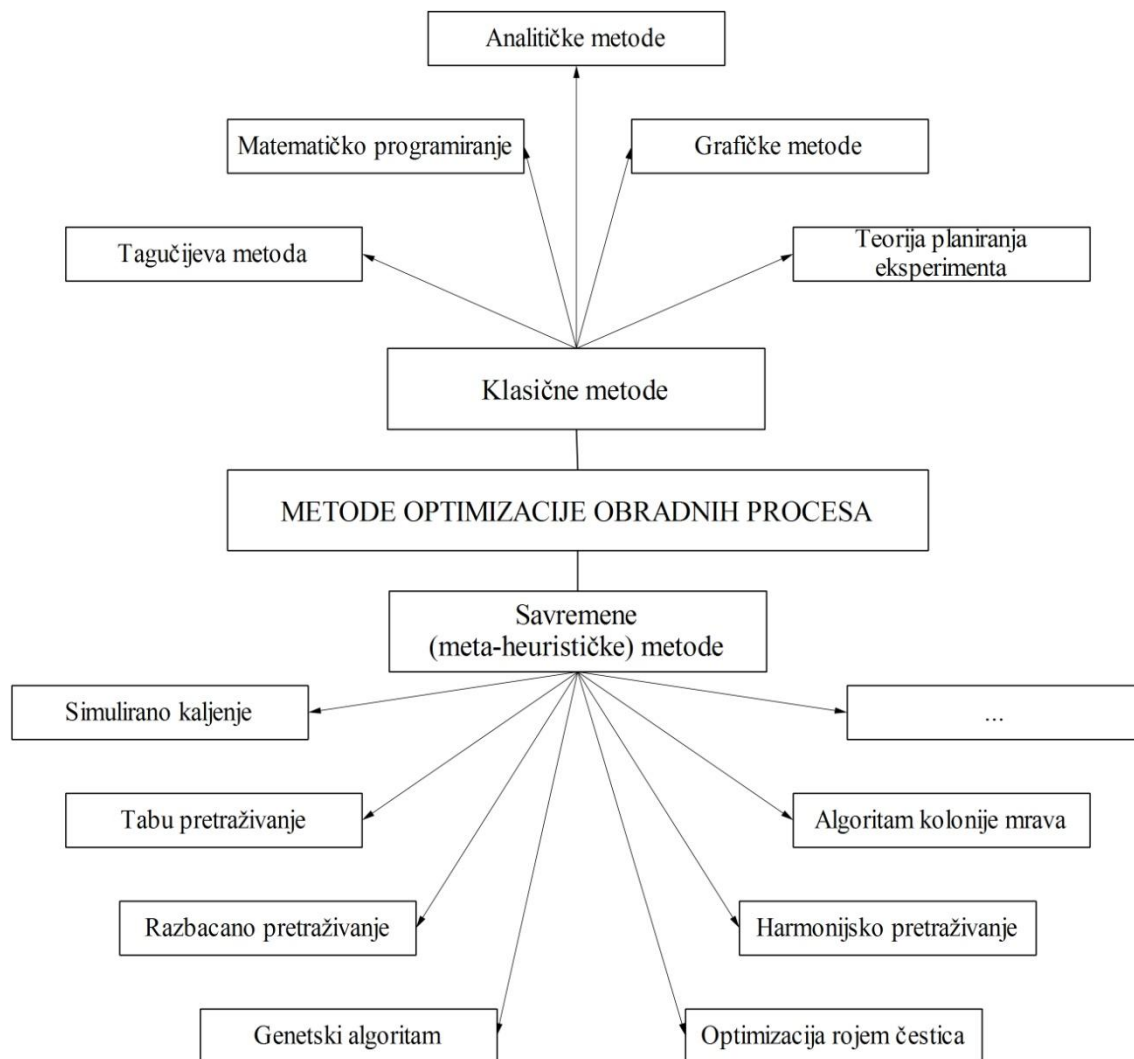 Analitičke metode
Matematičko programiranje
Grafičke metode
Tagučijeva metoda
Teorija planiranja
eksperimenta
Klasične metode
METODE OPTIMIZACIJE OBRADNIH PROCESA
Savremene
(meta-heurističke) metode
Simulirano kaljenje
...
Tabu pretraživanje
Algoritam kolonije mrava
Razbacano pretraživanje
Harmonijsko pretraživanje
Genetski algoritam
Optimizacija rojem čestica